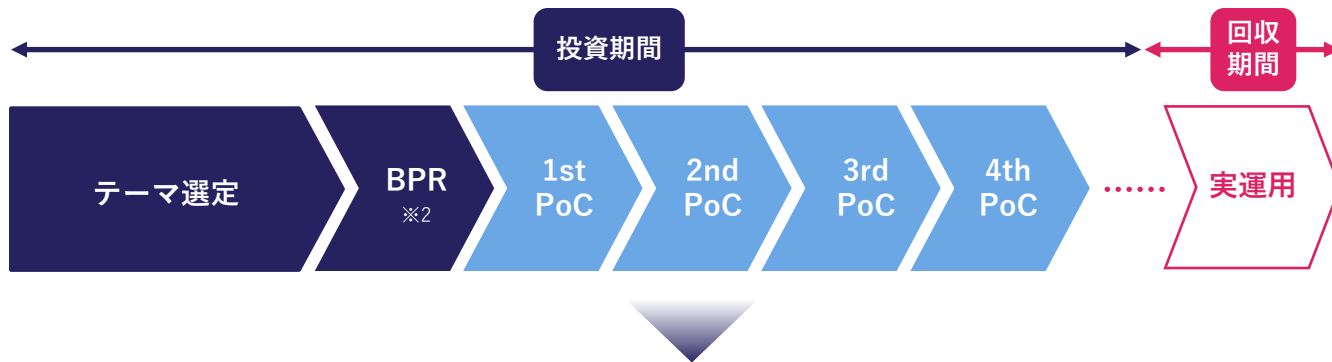 投資期間
回収
期間
テーマ選定
BPR
※2
1st
PoC
2nd
PoC
3rd
PoC
4th
PoC
……
実運用